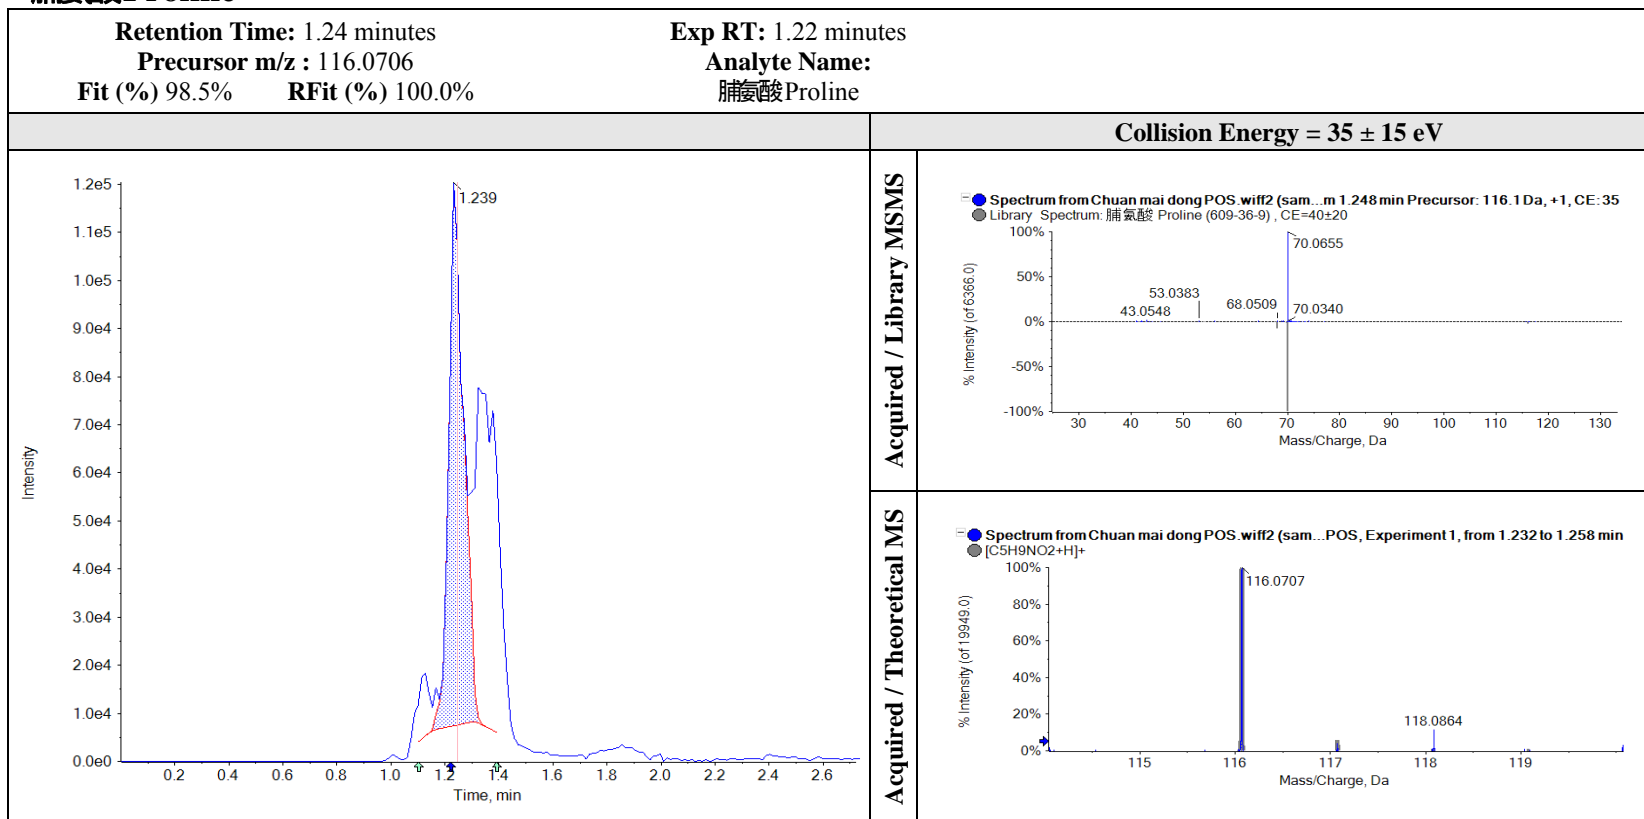 Retention Time: 1.24 minutes
Exp RT: 1.22 minutes
Precursor m/z : 116.0706
Analyte Name:
Fit (%) 98.5% RFit (%) 100.0%
脯氨酸Proline
Collision Energy = 35 ± 15 eV
1.2e5
1.1e5
1.0e5
9.0e4
8.0e4
7.0e4
6.0e4
5.0e4
4.0e4
3.0e4
2.0e4
1.0e4
0.0e0
Intensity
1.239
0.2 0.4 0.6 0.8 1.0 1.2 1.4 1.6 1.8 2.0 2.2 2.4 2.6
Time, min
Acquired / Library MSMS
Spectrum from Chuan mai dong POS.wiff2 (sam...m 1.248 min Precursor: 116.1 Da, +1, CE: 35
Library Spectrum: 脯氨酸 Proline (609-36-9) , CE=40±20
100%
50%
0%
-50%
-100%
% Intensity (of 6366.0)
70.0655
53.0383
43.0548
68.0509
70.0340
30 40 50 60 70 80 90 100 110 120 130
Mass/Charge, Da
Acquired / Theoretical MS
Spectrum from Chuan mai dong POS.wiff2 (sam...POS, Experiment 1, from 1.232 to 1.258 min
[C5H9NO2+H]+
100%
80%
60%
40%
20%
0%
% Intensity (of 19949.0)
116.0707
118.0864
115 116 117 118 119
Mass/Charge, Da